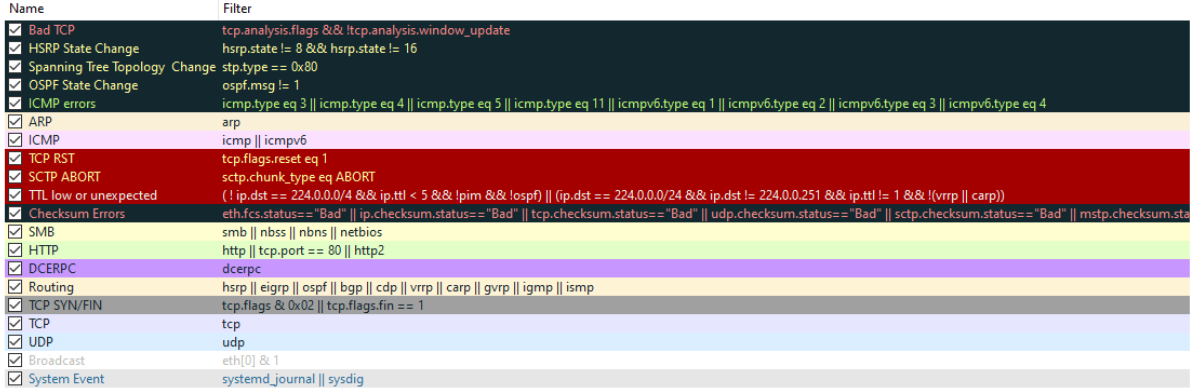 Name Filter
Bad TCP tcp.analysis.flags && !tcp.analysis.window_update
HSRP State Change hsrp.state != 8 && hsrp.state != 16
Spanning Tree Topology Change stp.type == 0x80
OSPF State Change ospf.msg != 1
ICMP errors icmp.type eq 3 || icmp.type eq 4 || icmp.type eq 5 || icmp.type eq 11 || icmpv6.type eq 1 || icmpv6.type eq 2 || icmpv6.type eq 3 || icmpv6.type eq 4
ARP arp
ICMP icmp || icmpv6
TCP RST tcp.flags.reset eq 1
SCTP ABORT sctp.chunk_type eq ABORT
TTL low or unexpected ( ! ip.dst == 224.0.0.0/4 && ip.ttl < 5 && !pim && !ospf) || (ip.dst == 224.0.0.0/24 && ip.dst != 224.0.0.251 && ip.ttl != 1 && !(vrrp || carp))
Checksum Errors eth.fcs.status=="Bad" || ip.checksum.status=="Bad" || tcp.checksum.status=="Bad" || udp.checksum.status=="Bad" || sctp.checksum.status=="Bad" || mstp.checksum.sta
SMB smb || nbss || nbns || netbios
HTTP http || tcp.port == 80 || http2
DCERPC dcerpc
Routing hsrp || eigrp || ospf || bgp || cdp || vrrp || carp || gvrp || igmp || ismp
TCP SYN/FIN tcp.flags & 0x02 || tcp.flags.fin == 1
TCP tcp
UDP udp
Broadcast eth[0] & 1
System Event systemd_journal || sysdig